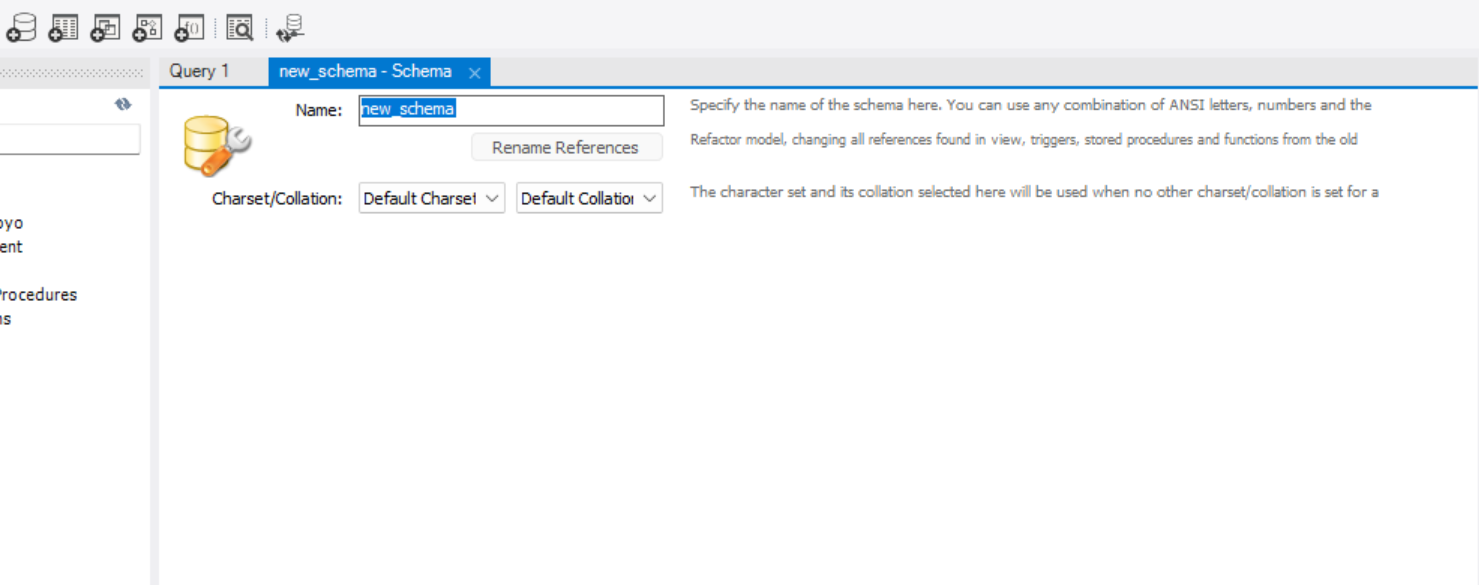 Query 1
new_schema - Schema
Name:
new_schema
Specify the name of the schema here. You can use any combination of ANSI letters, numbers and the
Rename References
Refactor model, changing all references found in view, triggers, stored procedures and functions from the old
Charset/Collation:
Default Charset
Default Collation
The character set and its collation selected here will be used when no other charset/collation is set for a
oyo
ent
Procedures
ns